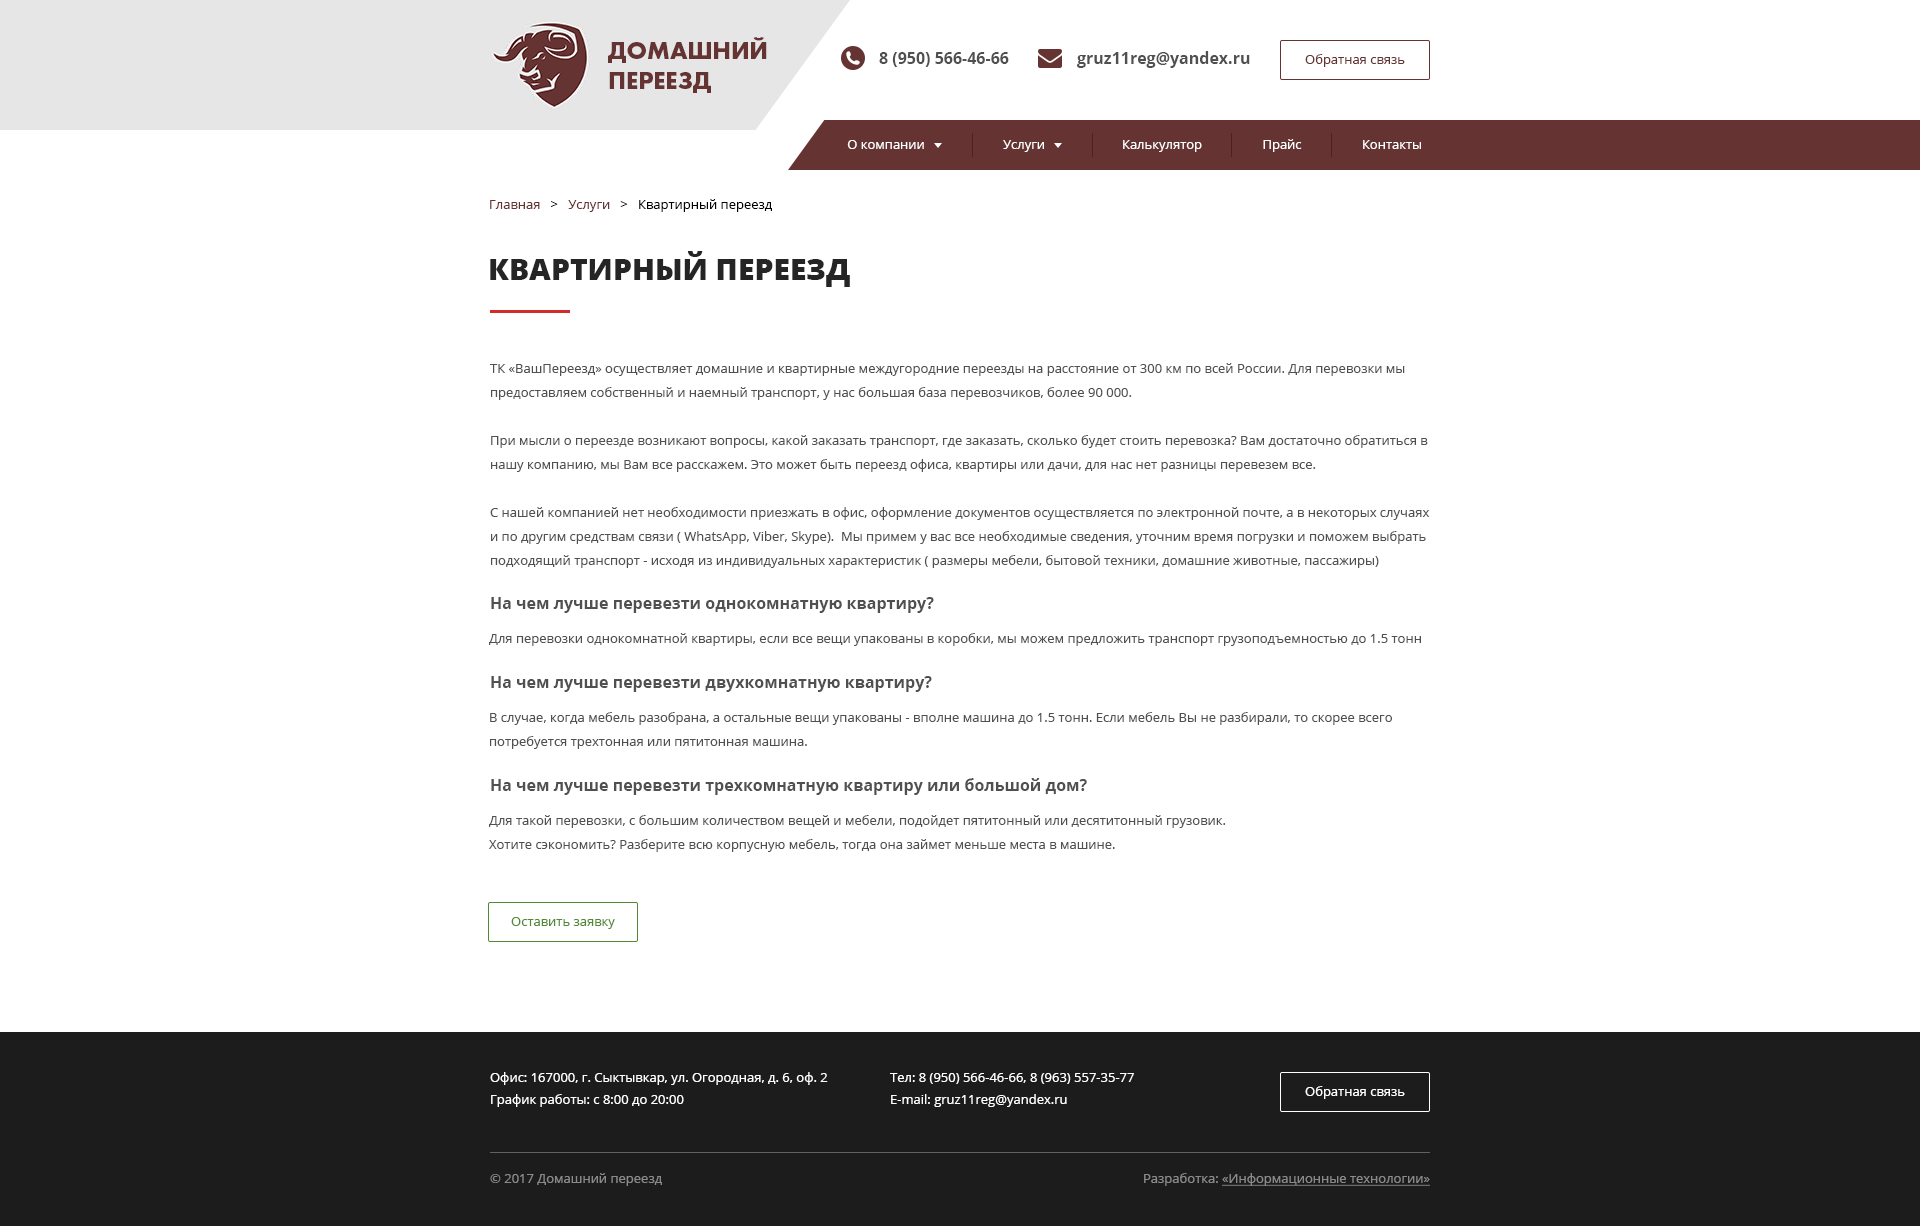 ДОМАШНИЙ
ПЕРЕЕЗД
8 (950) 566-46-66
gruz11reg@yandex.ru
Обратная связь
О компании
Услуги
Калькулятор
Прайс
Контакты
Главная > Услуги > Квартирный переезд
КВАРТИРНЫЙ ПЕРЕЕЗД
ТК «ВашПереезд» осуществляет домашние и квартирные междугородние переезды на расстояние от 300 км по всей России. Для перевозки мы
предоставляем собственный и наемный транспорт, у нас большая база перевозчиков, более 90 000.
При мысли о переезде возникают вопросы, какой заказать транспорт, где заказать, сколько будет стоить перевозка? Вам достаточно обратиться в
нашу компанию, мы Вам все расскажем. Это может быть переезд офиса, квартиры или дачи, для нас нет разницы перевезем все.
С нашей компанией нет необходимости приезжать в офис, оформление документов осуществляется по электронной почте, а в некоторых случаях
и по другим средствам связи ( WhatsApp, Viber, Skype).  Мы примем у вас все необходимые сведения, уточним время погрузки и поможем выбрать
подходящий транспорт - исходя из индивидуальных характеристик ( размеры мебели, бытовой техники, домашние животные, пассажиры)
На чем лучше перевезти однокомнатную квартиру?
Для перевозки однокомнатной квартиры, если все вещи упакованы в коробки, мы можем предложить транспорт грузоподъемностью до 1.5 тонн
На чем лучше перевезти двухкомнатную квартиру?
В случае, когда мебель разобрана, а остальные вещи упакованы - вполне машина до 1.5 тонн. Если мебель Вы не разбирали, то скорее всего
потребуется трехтонная или пятитонная машина.
На чем лучше перевезти трехкомнатную квартиру или большой дом?
Для такой перевозки, с большим количеством вещей и мебели, подойдет пятитонный или десятитонный грузовик.
Хотите сэкономить? Разберите всю корпусную мебель, тогда она займет меньше места в машине.
Оставить заявку
Офис: 167000, г. Сыктывкар, ул. Огородная, д. 6, оф. 2
График работы: с 8:00 до 20:00
Тел: 8 (950) 566-46-66, 8 (963) 557-35-77
E-mail: gruz11reg@yandex.ru
Обратная связь
© 2017 Домашний переезд
Разработка: «Информационные технологии»